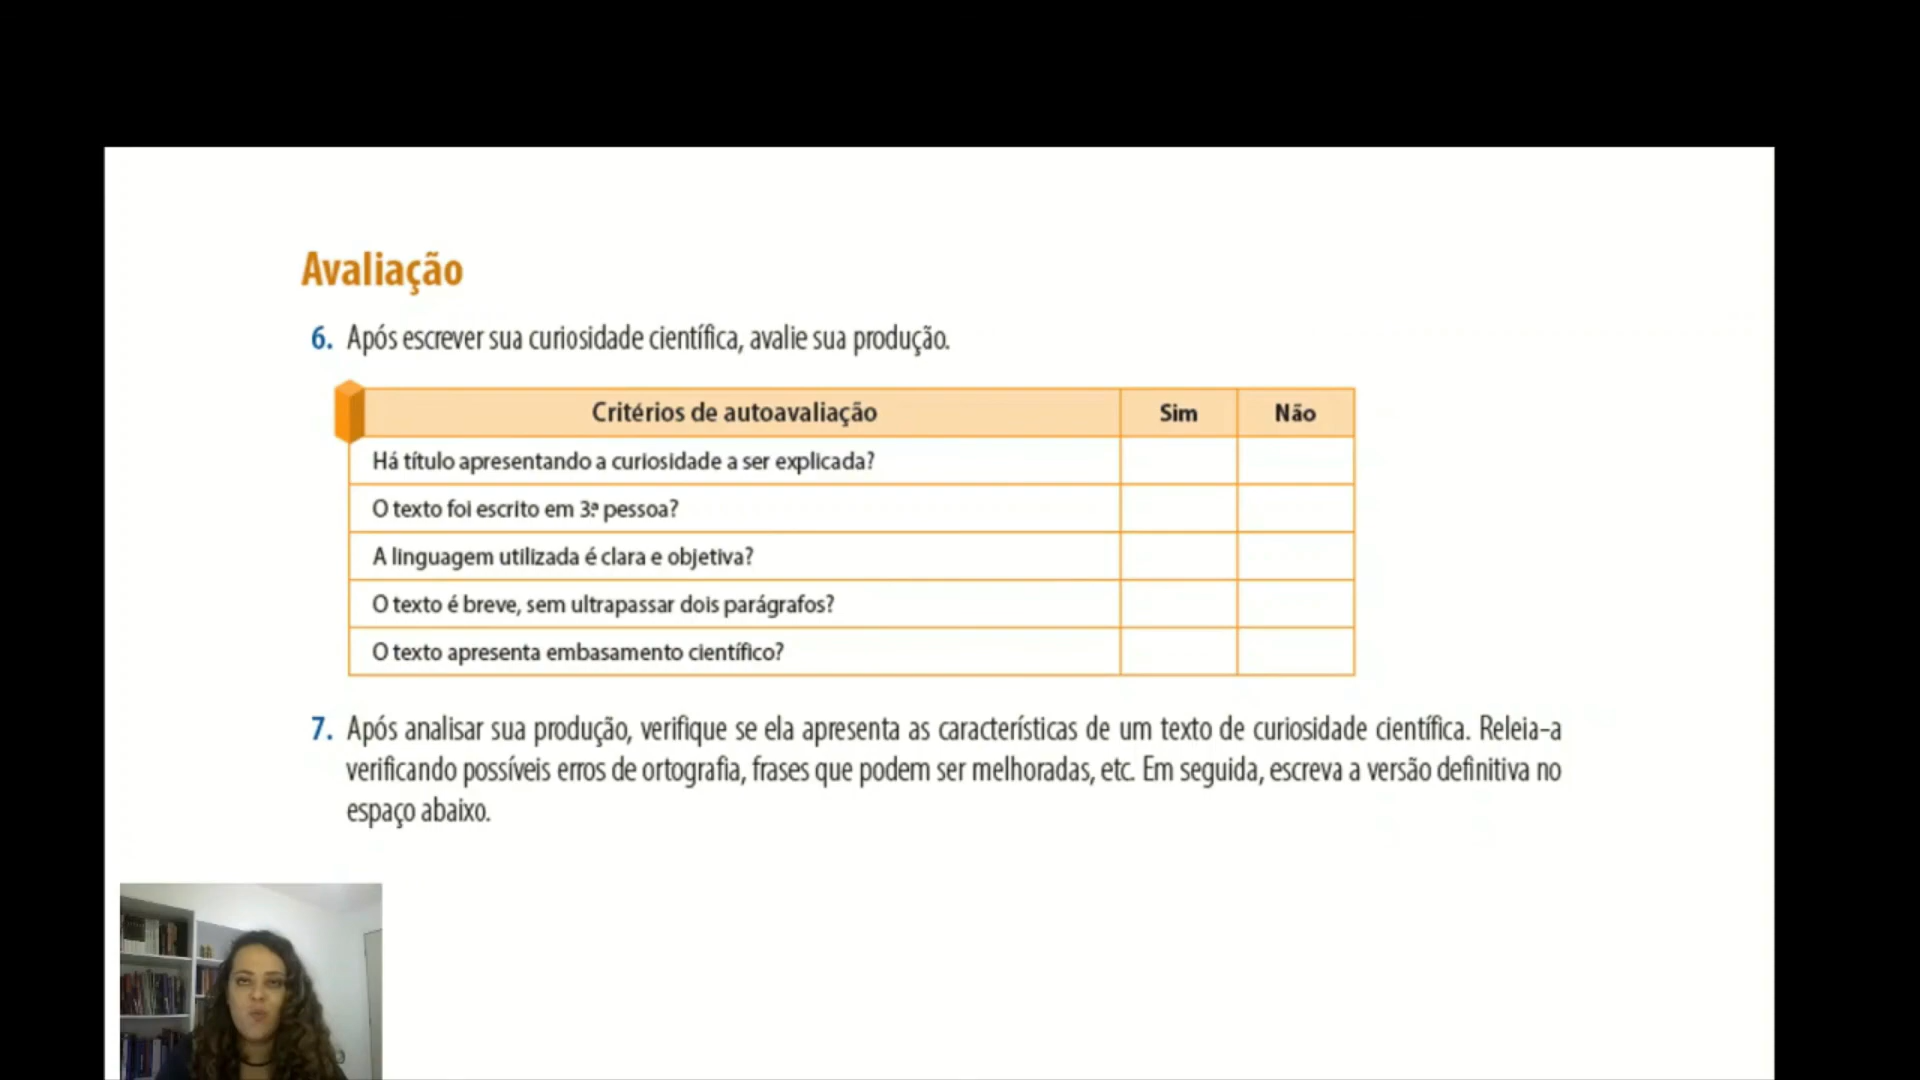 Avaliação
6. Após escrever sua curiosidade científica, avalie sua produção.
Critérios de autoavaliação Sim Não
Há título apresentando a curiosidade a ser explicada?
O texto foi escrito em 3ª pessoa?
A linguagem utilizada é clara e objetiva?
O texto é breve, sem ultrapassar dois parágrafos?
O texto apresenta embasamento científico?
7. Após analisar sua produção, verifique se ela apresenta as características de um texto de curiosidade científica. Releia-a
verificando possíveis erros de ortografia, frases que podem ser melhoradas, etc. Em seguida, escreva a versão definitiva no
espaço abaixo.